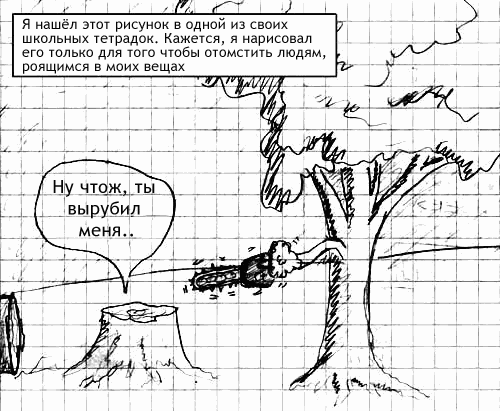 Я нашёл этот рисунок в одной из своих
школьных тетрадок. Кажется, я нарисовал
его только для того чтобы отомстить людям,
роящимся в моих вещах
Ну чтож, ты
вырубил
меня..